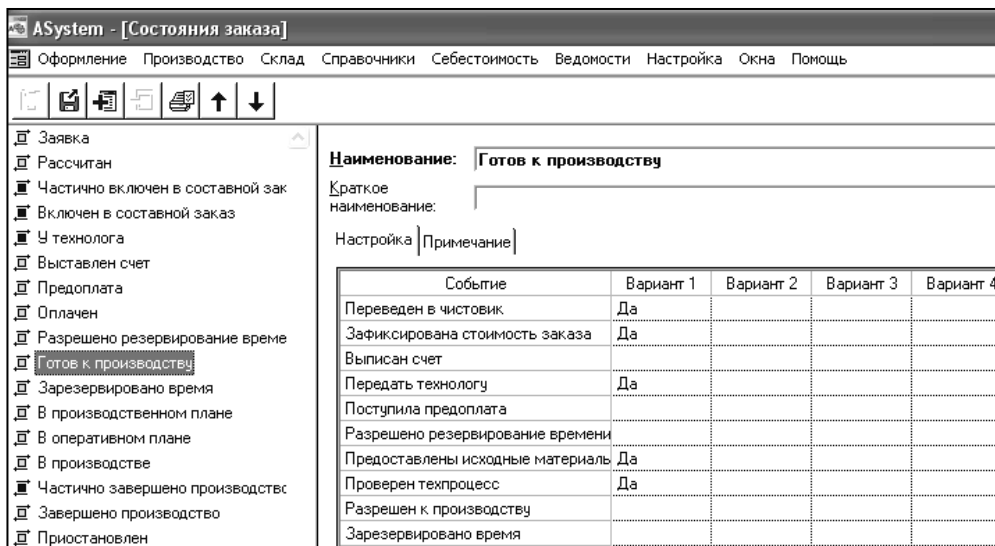 ASystem - [Состояния заказа]
Оформление Производство Склад Справочники Себестоимость Ведомости Настройка Окна Помощь
Заявка
Рассчитан
Частично включен в составной зак
Включен в составной заказ
У технолога
Выставлен счет
Предоплата
Оплачен
Разрешено резервирование време
Готов к производству
Зарезервировано время
В производственном плане
В оперативном плане
В производстве
Частично завершено производств
Завершено производство
Приостановлен
Наименование: Готов к производству
Краткое
наименование:
Настройка Примечание
Событие Вариант 1 Вариант 2 Вариант 3 Вариант 4
Переведен в чистовик Да
Зафиксирована стоимость заказа Да
Выписан счет
Передать технологу Да
Поступила предоплата
Разрешено резервирование времени
Предоставлены исходные материаль Да
Проверен техпроцесс Да
Разрешен к производству
Зарезервировано время